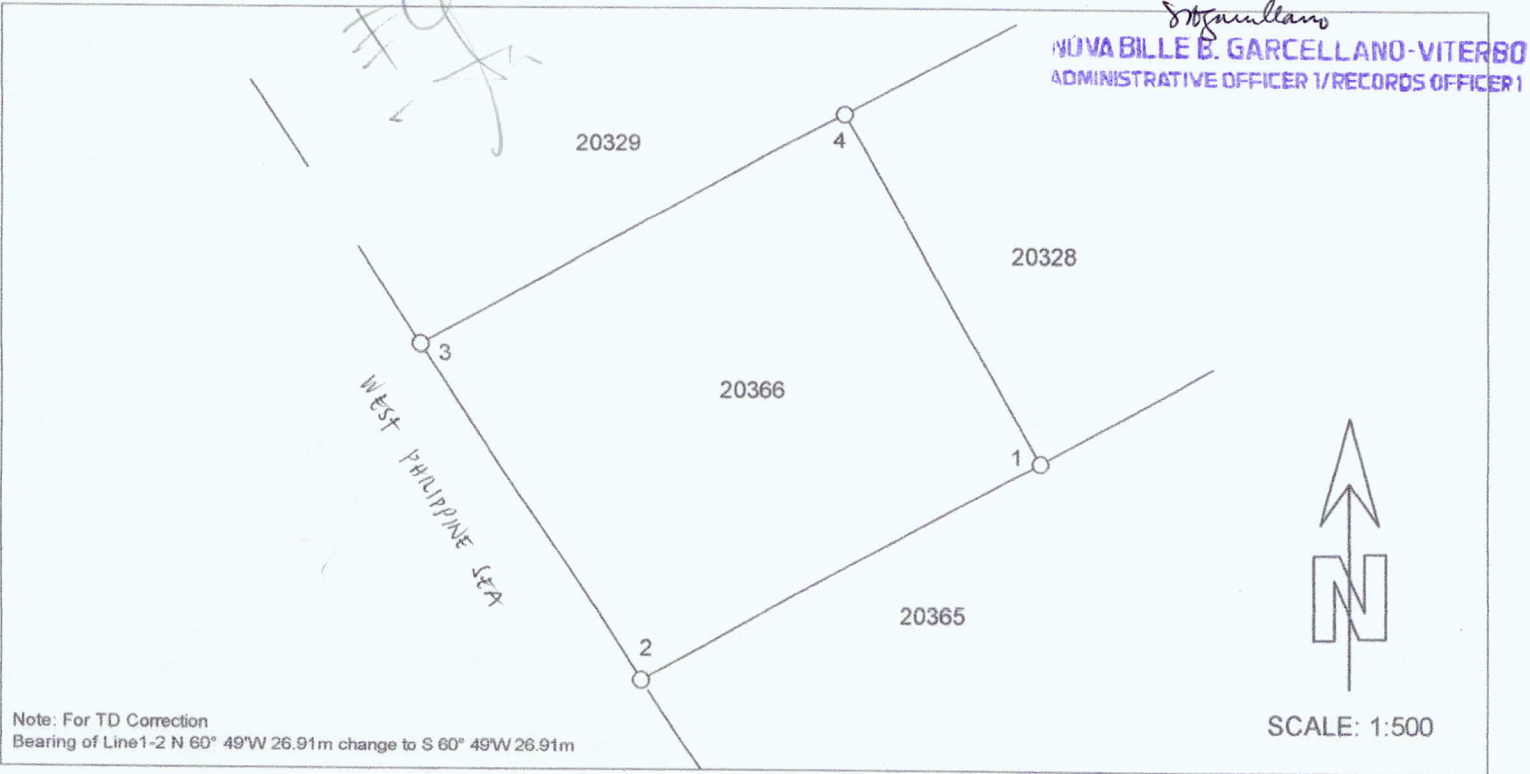 NOVA BILLE B. GARCELLANO-VITERBO
ADMINISTRATIVE OFFICER 1/RECORDS OFFICER 1
20329
4
20328
3
20366
WEST PHILIPPINE SEA
1
20365
2
N
SCALE: 1:500
Note: For TD Correction
Bearing of Line1-2 N 60° 49'W 26.91m change to S 60° 49'W 26.91m